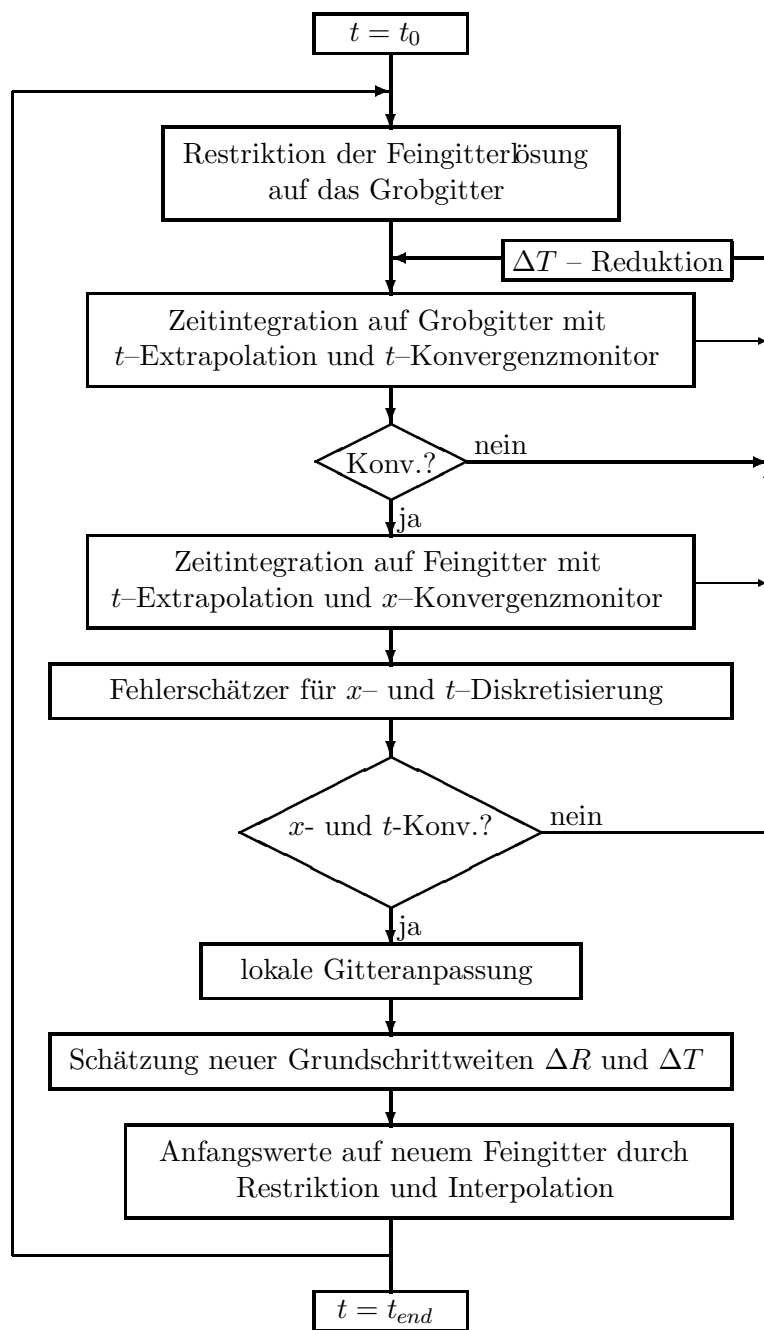 t = t₀
Restriktion der Feingitterlösung
auf das Grobgitter
ΔT – Reduktion
Zeitintegration auf Grobgitter mit
t–Extrapolation und t–Konvergenzmonitor
Konv.?
nein
ja
Zeitintegration auf Feingitter mit
t–Extrapolation und x–Konvergenzmonitor
Fehlerschätzer für x– und t–Diskretisierung
x- und t-Konv.?
nein
ja
lokale Gitteranpassung
Schätzung neuer Grundschrittweiten ΔR und ΔT
Anfangswerte auf neuem Feingitter durch
Restriktion und Interpolation
t = t_{end}